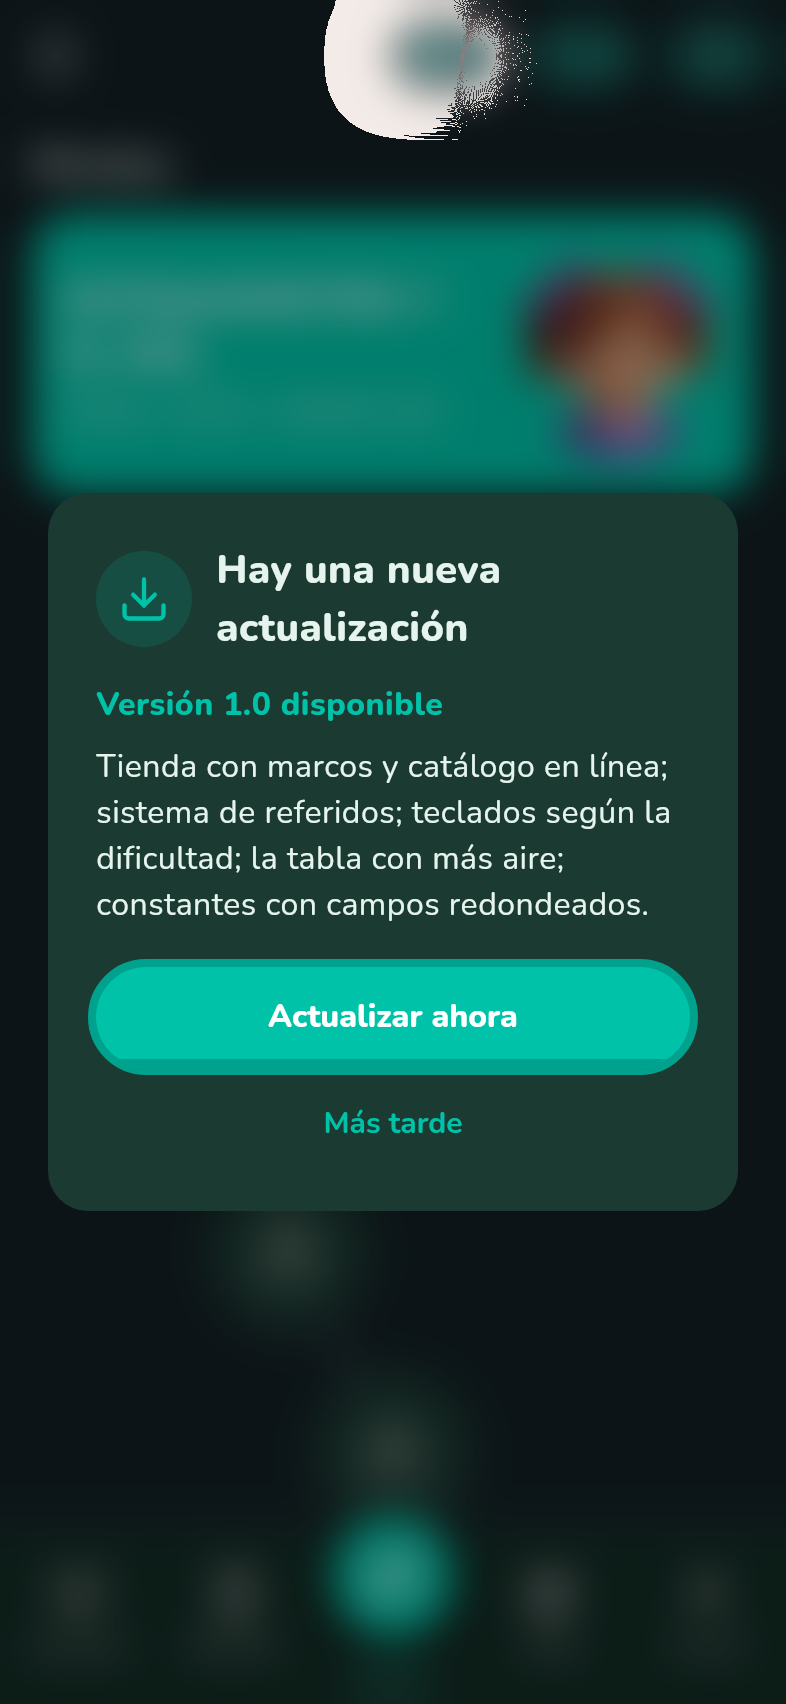 Hay una nueva
actualización
Versión 1.0 disponible
Tienda con marcos y catálogo en línea;
sistema de referidos; teclados según la
dificultad; la tabla con más aire;
constantes con campos redondeados.
Actualizar ahora
Más tarde